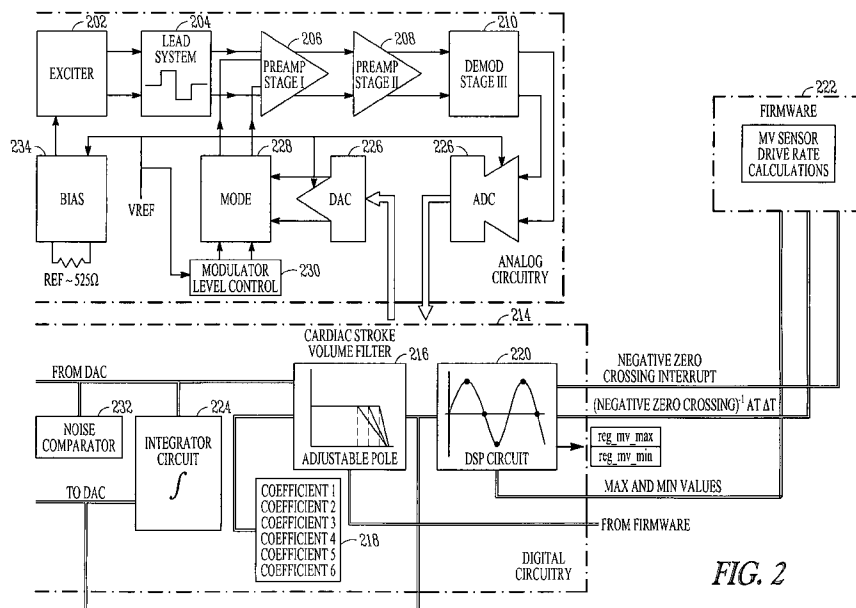 202
204
206
208
210
222
EXCITER
LEAD
SYSTEM
PREAMP
STAGE I
PREAMP
STAGE II
DEMOD
STAGE III
FIRMWARE
MV SENSOR
DRIVE RATE
CALCULATIONS
234
228
226
226
BIAS
VREF
MODE
DAC
ADC
REF ~ 525Ω
MODULATOR
LEVEL CONTROL
230
ANALOG
CIRCUITRY
214
CARDIAC STROKE
VOLUME FILTER
216
220
FROM DAC
232
224
NOISE
COMPARATOR
INTEGRATOR
CIRCUIT
∫
ADJUSTABLE POLE
DSP CIRCUIT
NEGATIVE ZERO
CROSSING INTERRUPT
(NEGATIVE ZERO CROSSING)⁻¹ AT ΔT
reg_mv_max
reg_mv_min
TO DAC
MAX AND MIN VALUES
COEFFICIENT 1
COEFFICIENT 2
COEFFICIENT 3
COEFFICIENT 4
COEFFICIENT 5
COEFFICIENT 6
218
FROM FIRMWARE
DIGITAL
CIRCUITRY
FIG. 2